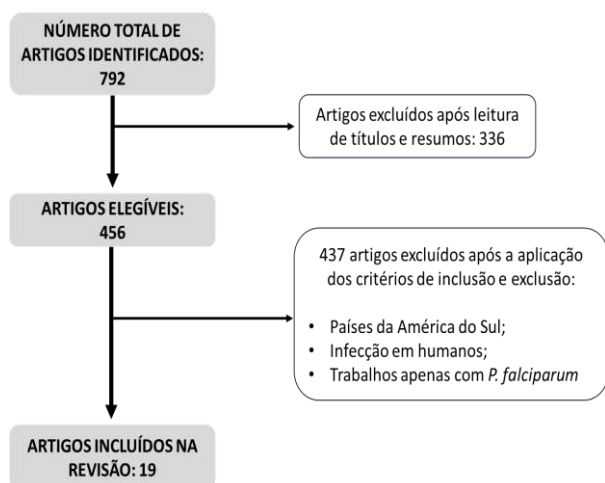 NÚMERO TOTAL DE
ARTIGOS IDENTIFICADOS:
792
Artigos excluídos após leitura
de títulos e resumos: 336
ARTIGOS ELEGÍVEIS:
456
437 artigos excluídos após a aplicação
dos critérios de inclusão e exclusão:
• Países da América do Sul;
• Infecção em humanos;
• Trabalhos apenas com P. falciparum
ARTIGOS INCLUÍDOS NA
REVISÃO: 19